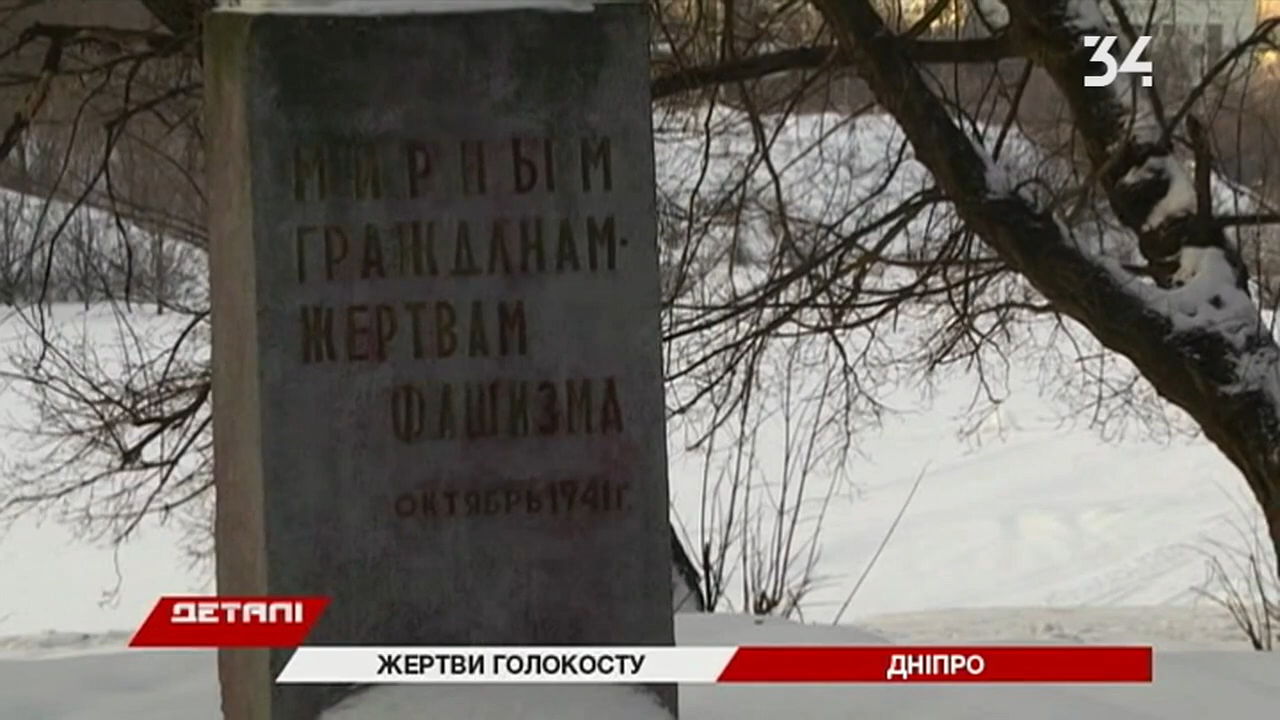 34
МИРНЫМ
ГРАЖДАНАМ-
ЖЕРТВАМ
ФАШИЗМА
ОКТЯБРЬ 1941 г.
ДЕТАЛІ
ЖЕРТВИ ГОЛОКОСТУ
ДНІПРО